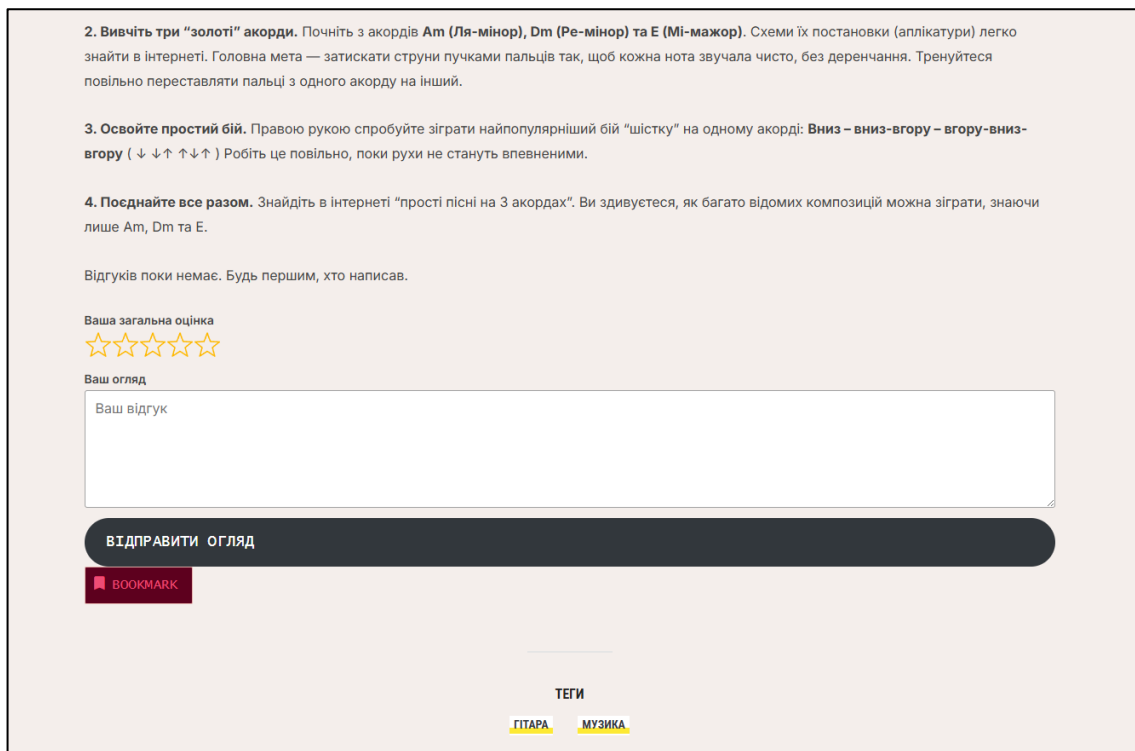 2. Вивчіть три “золоті” акорди. Почніть з акордів Am (Ля-мінор), Dm (Ре-мінор) та E (Мі-мажор). Схеми їх постановки (аплікатури) легко
знайти в інтернеті. Головна мета — затискати струни пучками пальців так, щоб кожна нота звучала чисто, без деренчання. Тренуйтеся
повільно переставляти пальці з одного акорду на інший.
3. Освойте простий бій. Правою рукою спробуйте зіграти найпопулярніший бій “шістку” на одному акорді: Вниз – вниз-вгору – вгору-вниз-
вгору ( ↓ ↓↑ ↑↓↑ ) Робіть це повільно, поки рухи не стануть впевненими.
4. Поєднайте все разом. Знайдіть в інтернеті “прості пісні на 3 акордах”. Ви здивуєтеся, як багато відомих композицій можна зіграти, знаючи
лише Am, Dm та E.
Відгуків поки немає. Будь першим, хто написав.
Ваша загальна оцінка
Ваш огляд
Ваш відгук
ВІДПРАВИТИ ОГЛЯД
BOOKMARK
ТЕГИ
ГІТАРА МУЗИКА